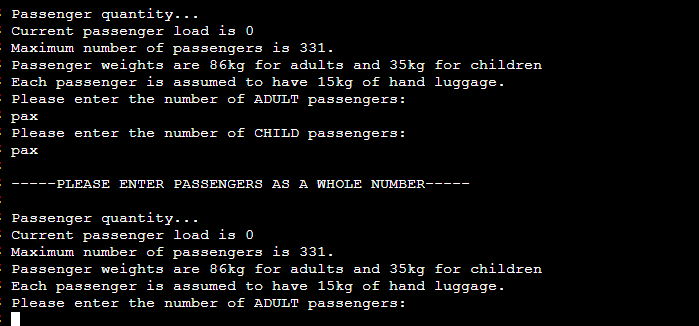 Passenger quantity...
Current passenger load is 0
Maximum number of passengers is 331.
Passenger weights are 86kg for adults and 35kg for children
Each passenger is assumed to have 15kg of hand luggage.
Please enter the number of ADULT passengers:
pax
Please enter the number of CHILD passengers:
pax
-----PLEASE ENTER PASSENGERS AS A WHOLE NUMBER-----
Passenger quantity...
Current passenger load is 0
Maximum number of passengers is 331.
Passenger weights are 86kg for adults and 35kg for children
Each passenger is assumed to have 15kg of hand luggage.
Please enter the number of ADULT passengers: